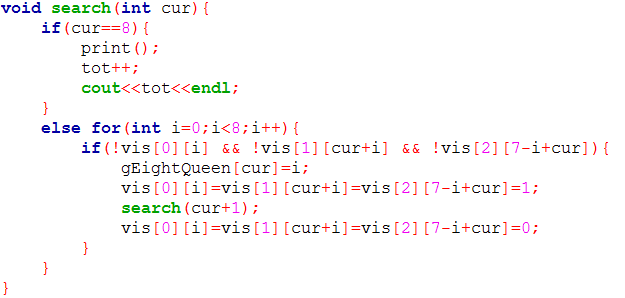 void search(int cur){
    if(cur==8){
        print();
        tot++;
        cout<<tot<<endl;
    }
    else for(int i=0;i<8;i++){
        if(!vis[0][i] && !vis[1][cur+i] && !vis[2][7-i+cur]){
            gEightQueen[cur]=i;
            vis[0][i]=vis[1][cur+i]=vis[2][7-i+cur]=1;
            search(cur+1);
            vis[0][i]=vis[1][cur+i]=vis[2][7-i+cur]=0;
        }
    }
}